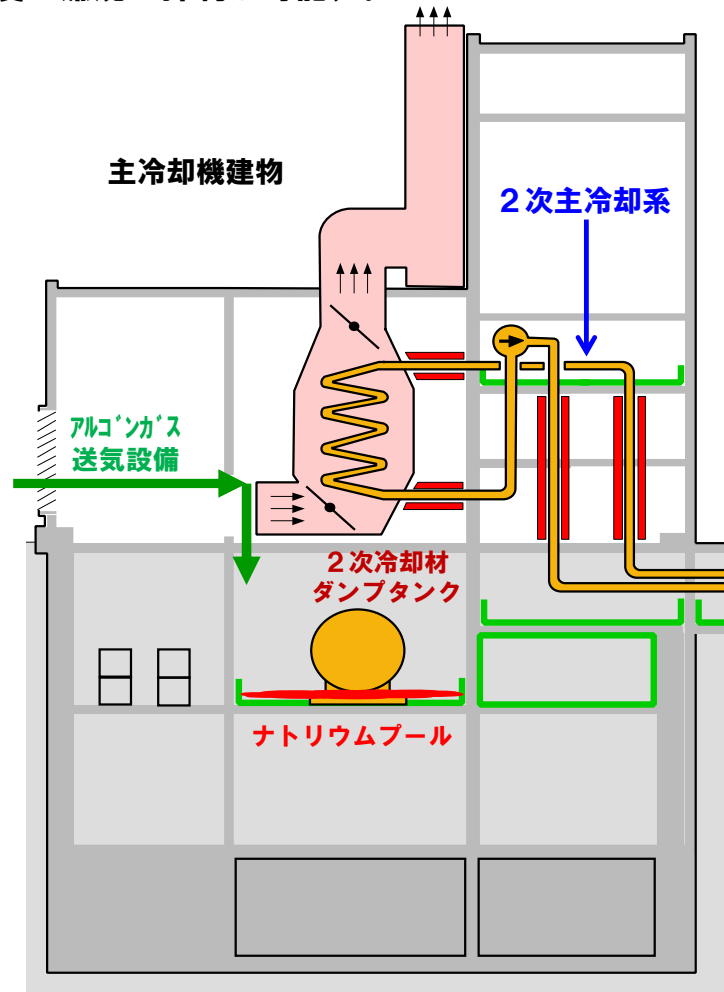 主冷却機建物
2次主冷却系
アルゴンガス
送気設備
2次冷却材
ダンプタンク
ナトリウムプール